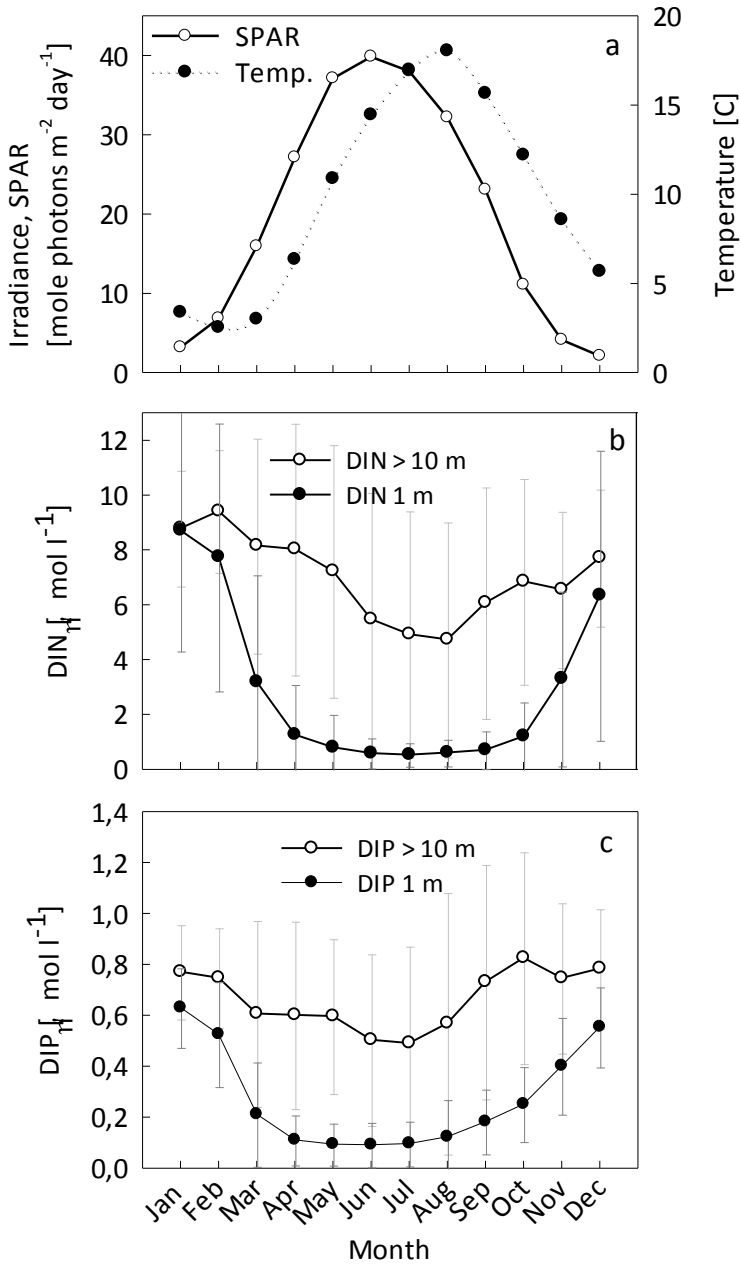 a
SPAR
Temp.
Irradiance, SPAR
[mole photons m-2 day-1]
40
30
20
10
0
20
15
10
5
0
Temperature [C]
b
DIN > 10 m
DIN 1 m
DIN [ mol l-1]
12
10
8
6
4
2
0
c
DIP > 10 m
DIP 1 m
DIP [ mol l-1]
1,4
1,2
1,0
0,8
0,6
0,4
0,2
0,0
Jan Feb Mar Apr May Jun Jul Aug Sep Oct Nov Dec
Month